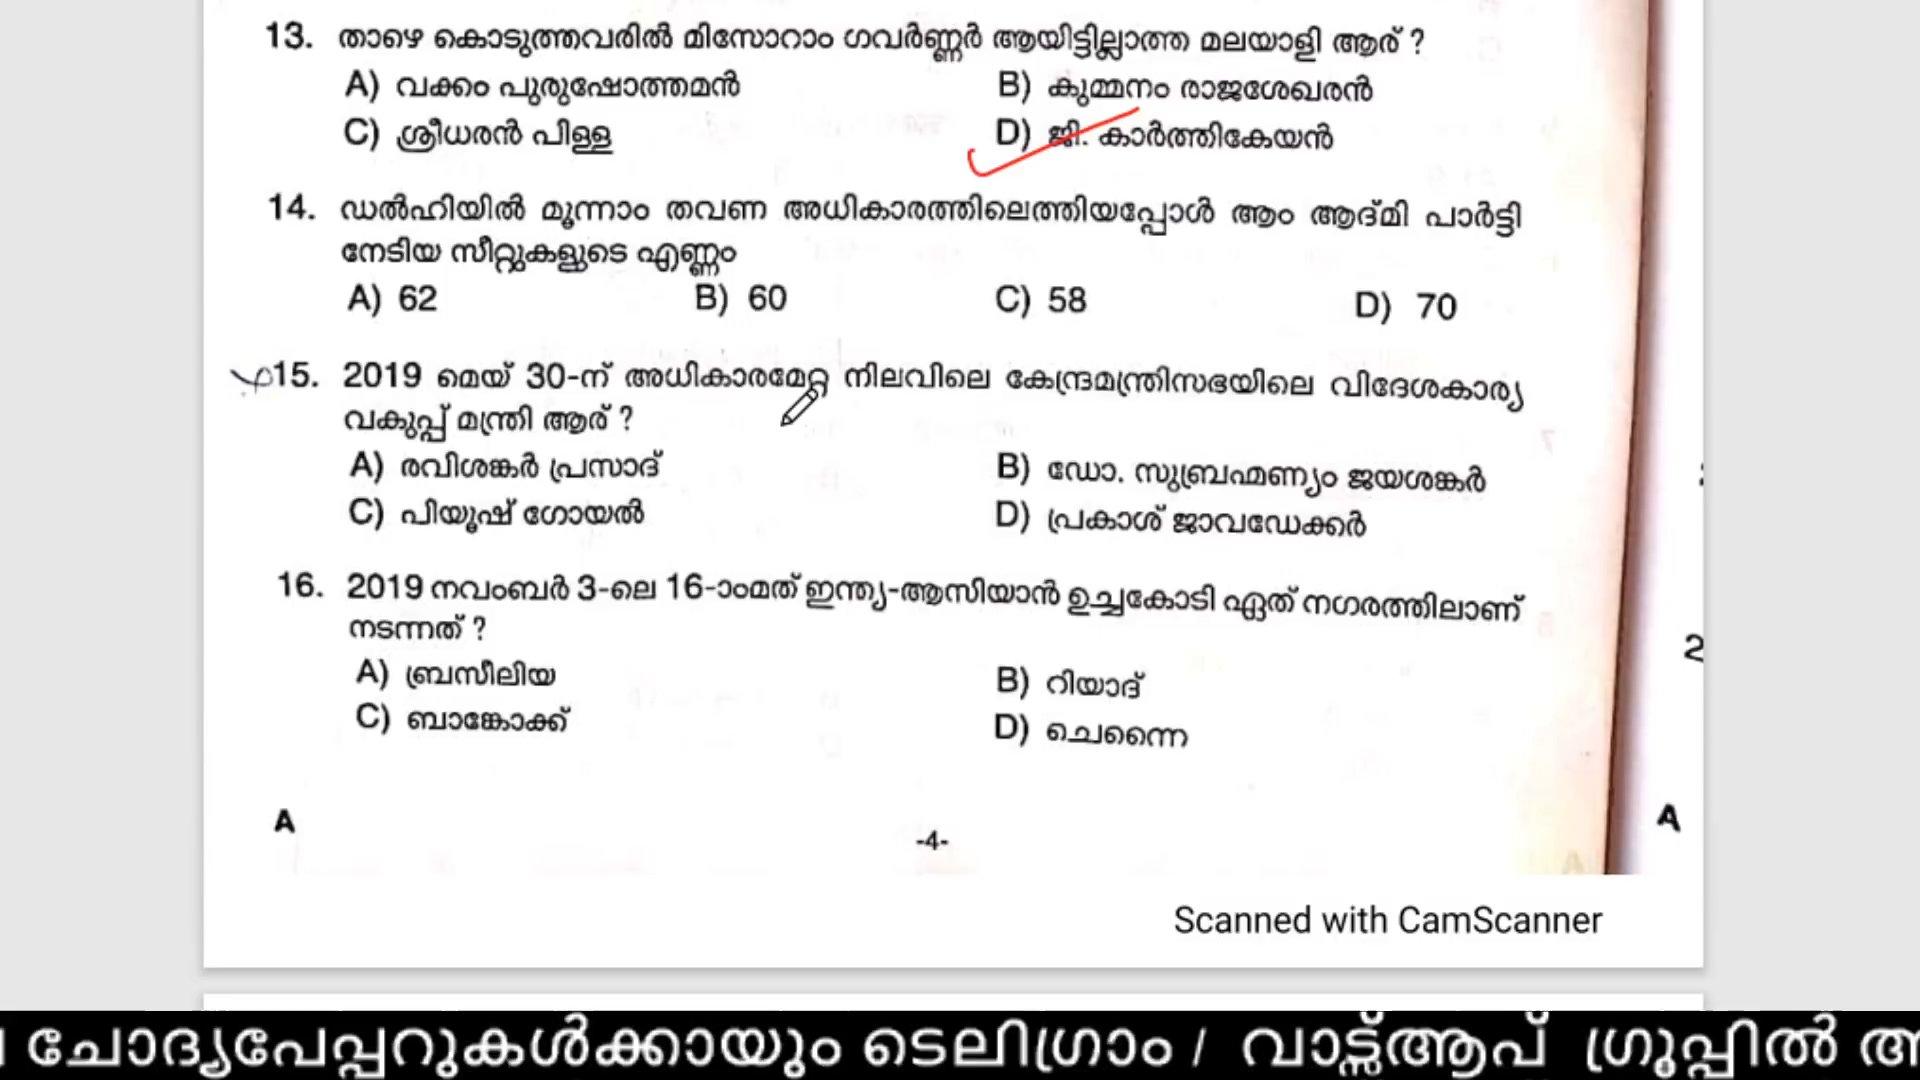 13. താഴെ കൊടുത്തവരിൽ മിസോറാം ഗവർണ്ണർ ആയിട്ടില്ലാത്ത മലയാളി ആര് ?
A) വക്കം പുരുഷോത്തമൻ B) കുമ്മനം രാജശേഖരൻ
C) ശ്രീധരൻ പിള്ള D) ജി. കാർത്തികേയൻ
14. ഡൽഹിയിൽ മൂന്നാം തവണ അധികാരത്തിലെത്തിയപ്പോൾ ആം ആദ്മി പാർട്ടി
നേടിയ സീറ്റുകളുടെ എണ്ണം
A) 62 B) 60 C) 58 D) 70
15. 2019 മെയ് 30-ന് അധികാരമേറ്റ നിലവിലെ കേന്ദ്രമന്ത്രിസഭയിലെ വിദേശകാര്യ
വകുപ്പ് മന്ത്രി ആര് ?
A) രവിശങ്കർ പ്രസാദ് B) ഡോ. സുബ്രഹ്മണ്യം ജയശങ്കർ
C) പിയൂഷ് ഗോയൽ D) പ്രകാശ് ജാവഡേക്കർ
16. 2019 നവംബർ 3-ലെ 16-ാംമത് ഇന്ത്യ-ആസിയാൻ ഉച്ചകോടി ഏത് നഗരത്തിലാണ്
നടന്നത് ?
A) ബ്രസീലിയ B) റിയാദ്
C) ബാങ്കോക്ക് D) ചെന്നൈ
2
A A
-4-
Scanned with CamScanner
ചോദ്യപേപ്പറുകൾക്കായും ടെലിഗ്രാം / വാട്സ്ആപ് ഗ്രൂപ്പിൽ